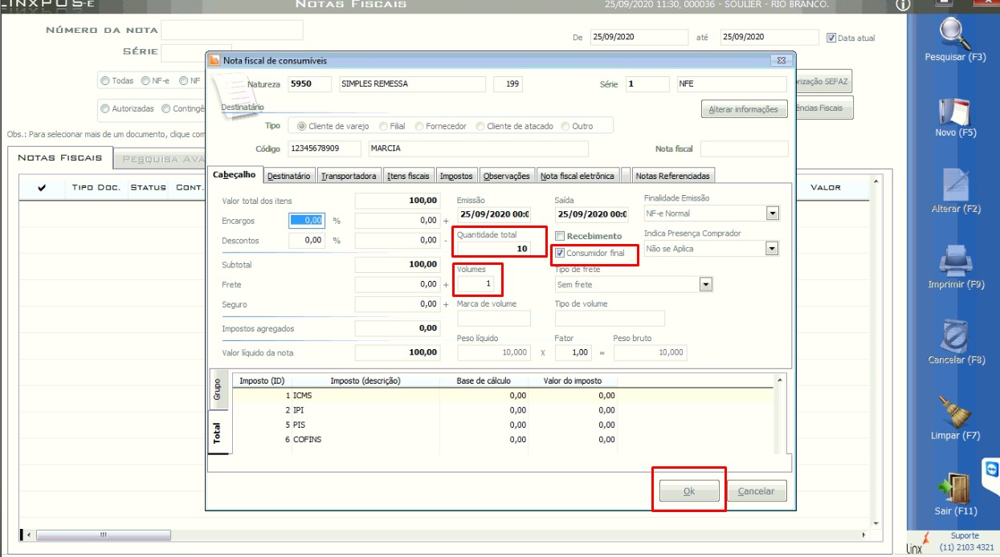 LINXPOS-E NOTAS FISCAIS 25/09/2020 11:30, 000036 - SOULIER - RIO BRANCO.
NÚMERO DA NOTA
SÉRIE
De 25/09/2020 até 25/09/2020 Data atual
Todas NF-e NF
Autorizadas
Obs.: Para selecionar mais de um documento, clique com
NOTAS FISCAIS PESQUISA AVA
TIPO DOC. STATUS CONT. VALOR
Nota fiscal de consumíveis
Natureza 5950 SIMPLES REMESSA 199 Série 1 NFE
Destinatário
Alterar informações
Tipo Cliente de varejo Filial Fornecedor Cliente de atacado Outro
Código 12345678909 MARCIA Nota fiscal
Cabeçalho Destinatário Transportadora Itens fiscais Impostos Observações Nota fiscal eletrônica Notas Referenciadas
Valor total dos itens 100,00
Encargos 0,00 % 0,00 +
Descontos 0,00 % 0,00 -
Subtotal 100,00
Frete 0,00 +
Seguro 0,00 +
Impostos agregados 0,00
Valor líquido da nota 100,00
Emissão
25/09/2020 00:0
Saída
25/09/2020 00:0
Finalidade Emissão
NF-e Normal
Quantidade total
10
Recebimento
Consumidor final
Indica Presença Comprador
Não se Aplica
Volumes
1
Tipo de frete
Sem frete
Marca de volume
Tipo de volume
Peso líquido Fator Peso bruto
10,000 X 1,00 = 10,000
Grupo
Total
Imposto (ID) Imposto (descrição) Base de cálculo Valor do imposto
1 ICMS 0,00 0,00
2 IPI 0,00 0,00
5 PIS 0,00 0,00
6 COFINS 0,00 0,00
Ok Cancelar
rização SEFAZ
ências Fiscais
Pesquisar (F3)
Novo (F5)
Alterar (F2)
Imprimir (F9)
Cancelar (F8)
Limpar (F7)
Sair (F11)
linx
Suporte
(11) 2103 4321